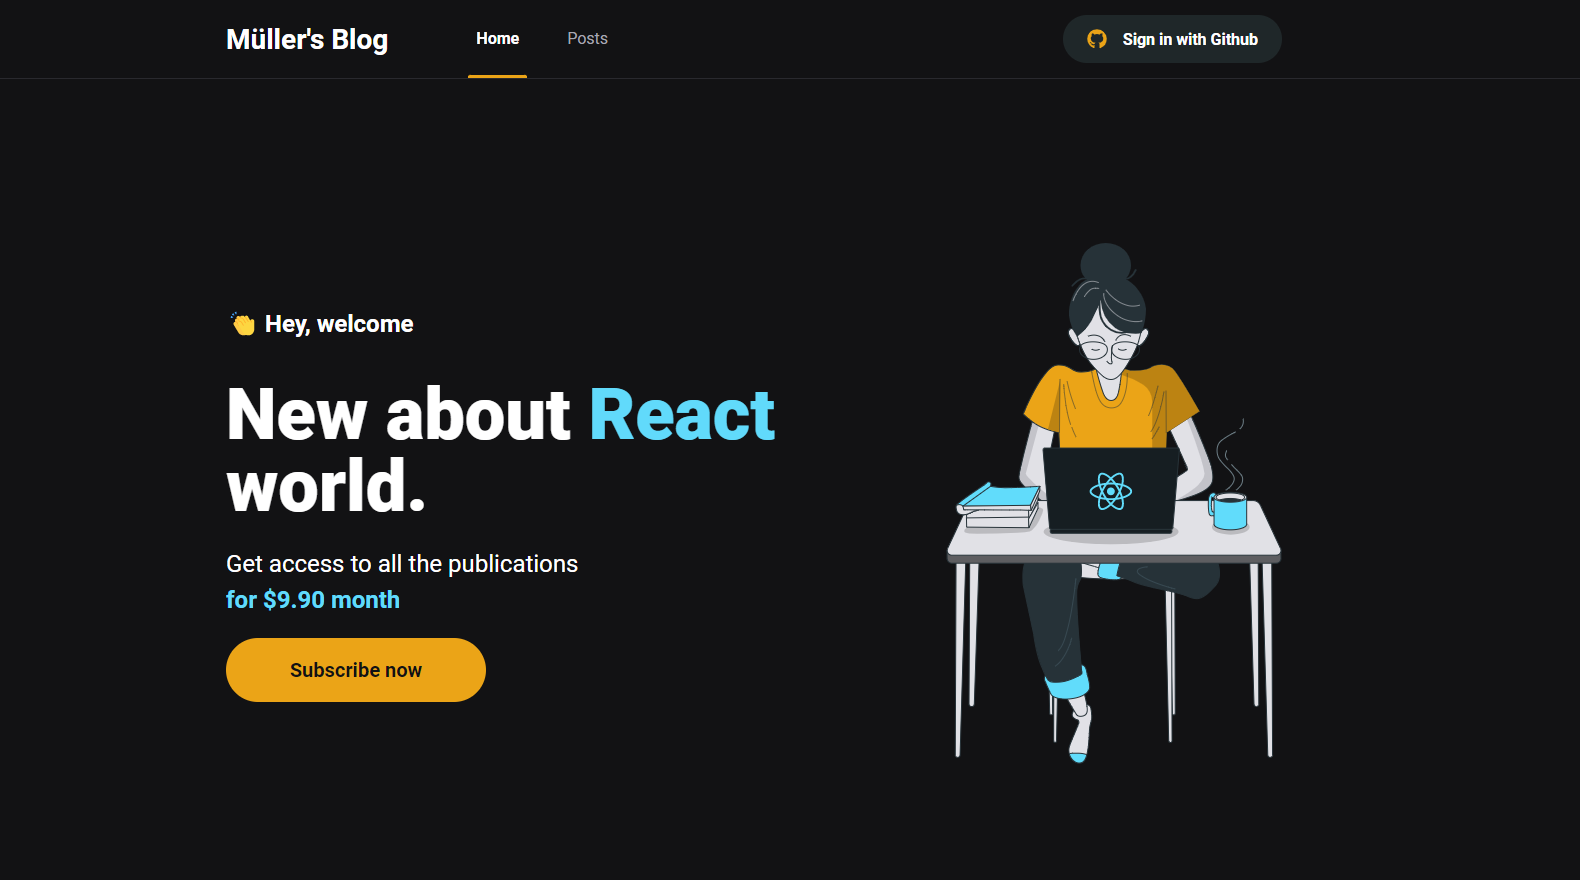 Müller's Blog
Home
Posts
Sign in with Github
👏 Hey, welcome
New about React
world.
Get access to all the publications
for $9.90 month
Subscribe now